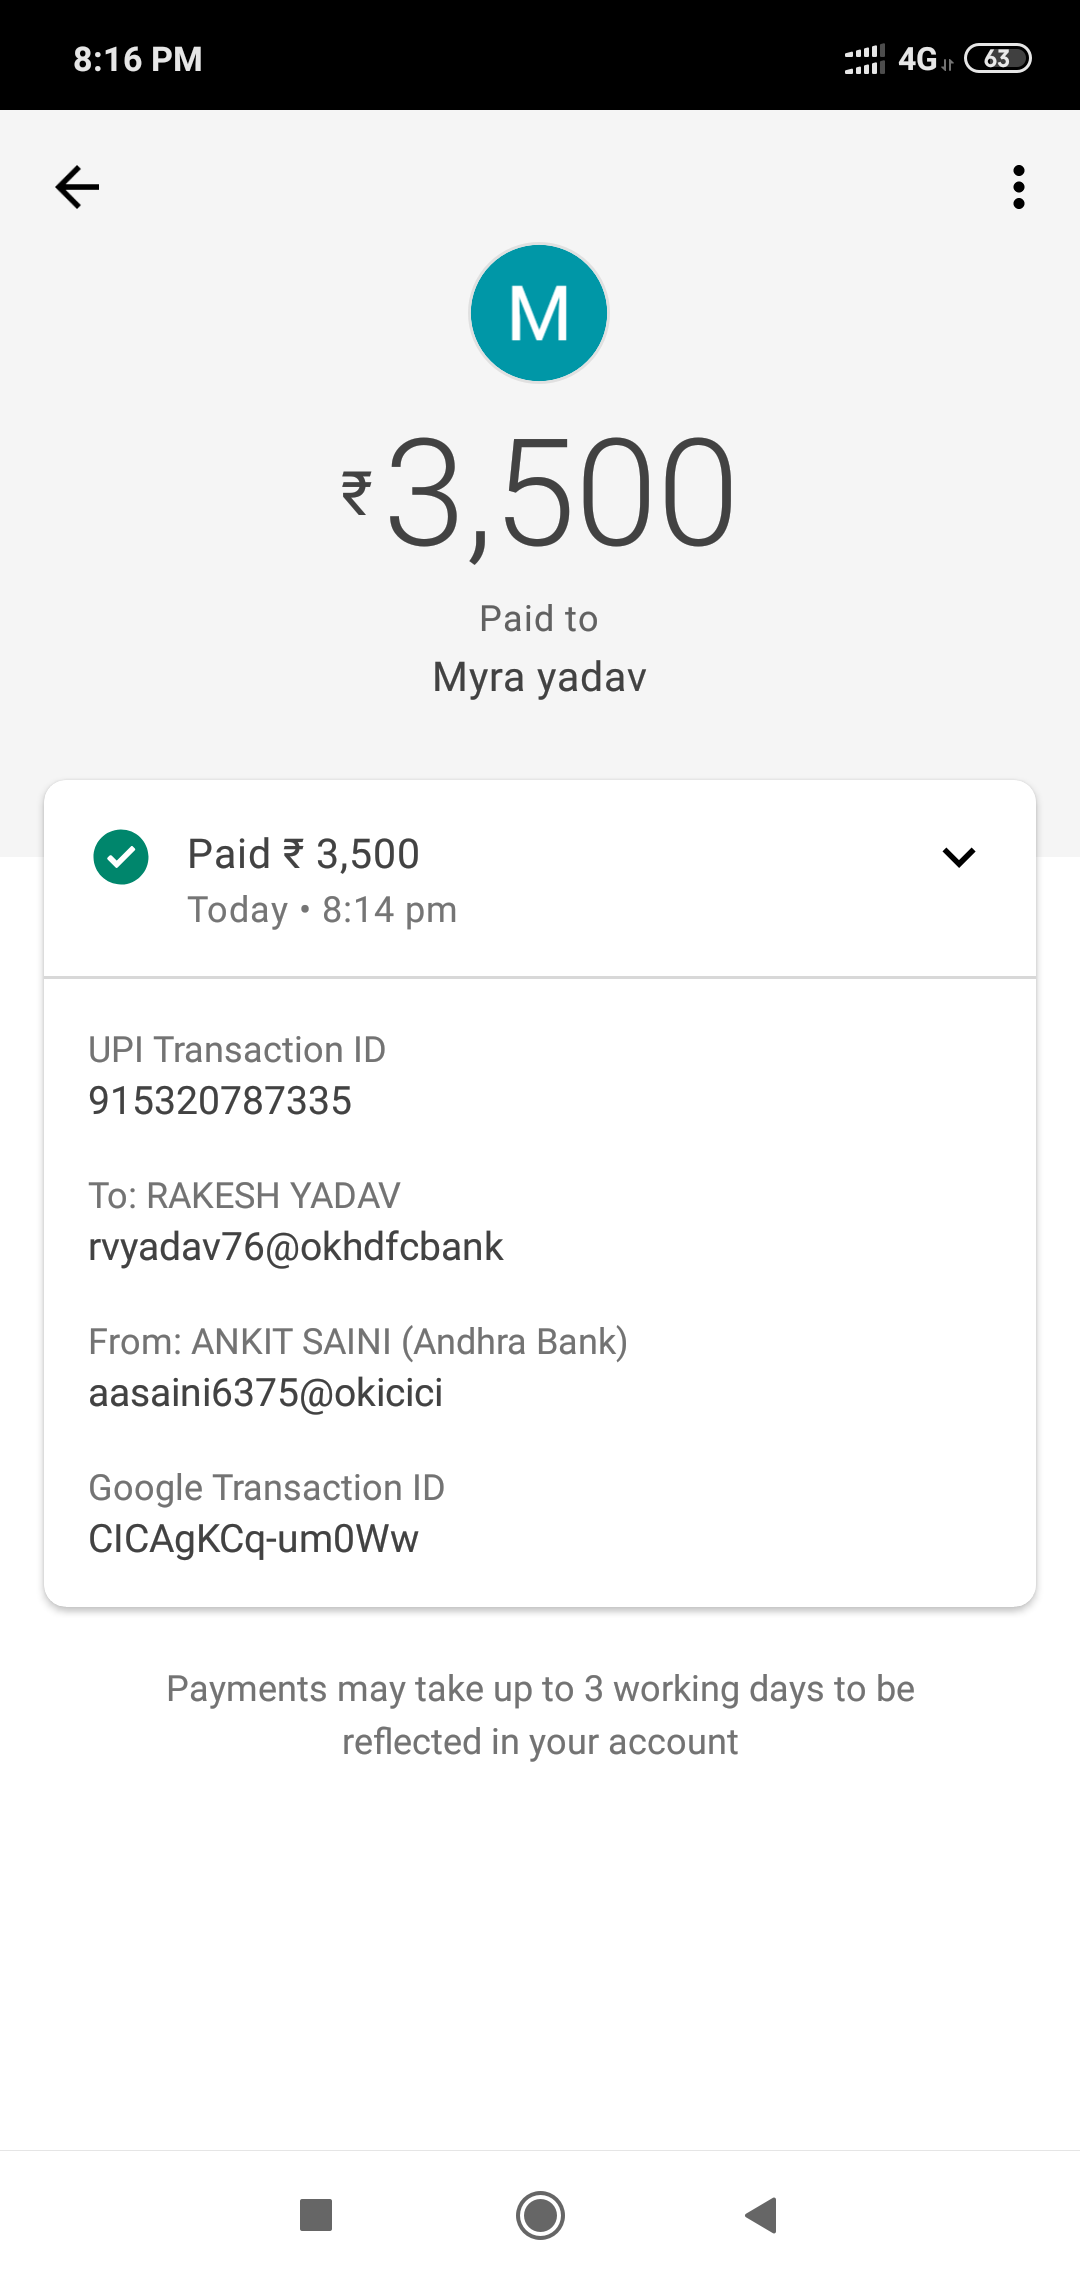 8:16 PM
4G 63
M
₹3,500
Paid to
Myra yadav
Paid ₹ 3,500
Today • 8:14 pm
UPI Transaction ID
915320787335
To: RAKESH YADAV
rvyadav76@okhdfcbank
From: ANKIT SAINI (Andhra Bank)
aasaini6375@okicici
Google Transaction ID
CICAgKCq-um0Ww
Payments may take up to 3 working days to be
reflected in your account